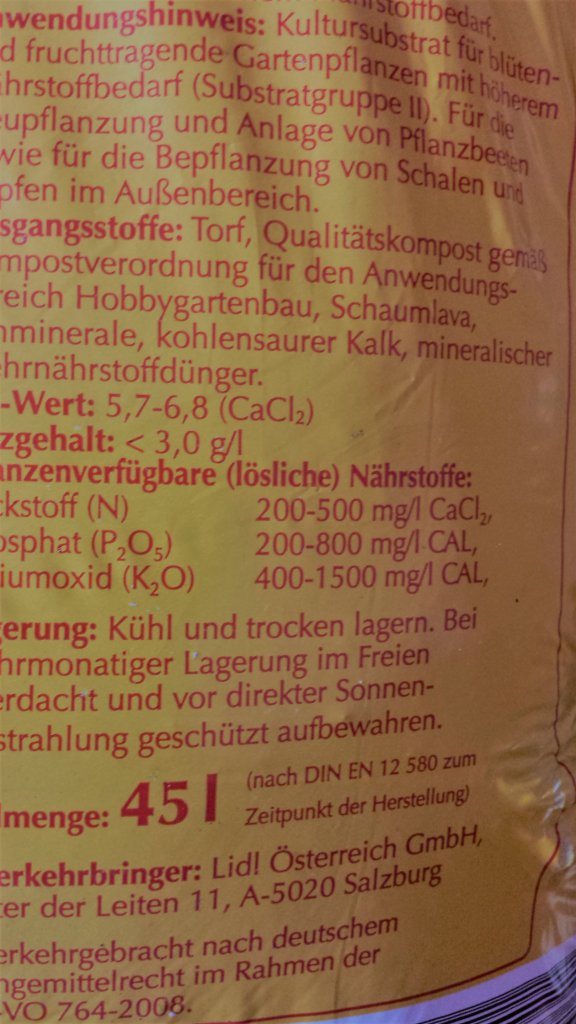 nstoffbedarf.
wendungshinweis: Kultursubstrat für blüten-
d fruchttragende Gartenpflanzen mit höherem
ährstoffbedarf (Substratgruppe II). Für die
eupflanzung und Anlage von Pflanzbeeten
wie für die Bepflanzung von Schalen und
pfen im Außenbereich.
sgangsstoffe: Torf, Qualitätskompost gemäß
mpostverordnung für den Anwendungs-
reich Hobbygartenbau, Schaumlava,
nminerale, kohlensaurer Kalk, mineralischer
ehrnährstoffdünger.
-Wert: 5,7-6,8 (CaCl₂)
zgehalt: < 3,0 g/l
anzenverfügbare (lösliche) Nährstoffe:
ckstoff (N) 200-500 mg/l CaCl₂,
osphat (P₂O₅) 200-800 mg/l CAL,
iumoxid (K₂O) 400-1500 mg/l CAL,
gerung: Kühl und trocken lagern. Bei
hrmonatiger Lagerung im Freien
erdacht und vor direkter Sonnen-
strahlung geschützt aufbewahren.
lmenge: 45 l (nach DIN EN 12 580 zum
Zeitpunkt der Herstellung)
erkehrbringer: Lidl Österreich GmbH,
ter der Leiten 11, A-5020 Salzburg
erkehrgebracht nach deutschem
ngemittelrecht im Rahmen der
-VO 764-2008.